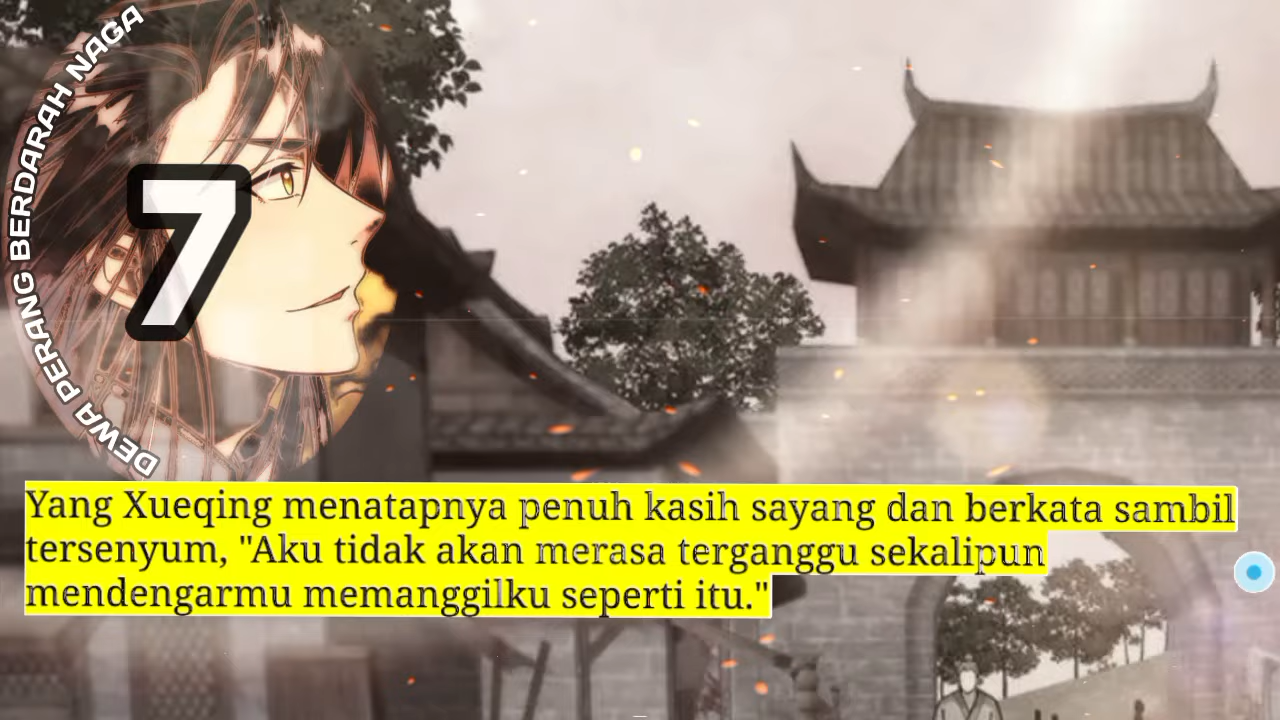 DEWA PERANG BERDARAH NAGA
7
Yang Xueqing menatapnya penuh kasih sayang dan berkata sambil
tersenyum, "Aku tidak akan merasa terganggu sekalipun
mendengarmu memanggilku seperti itu."